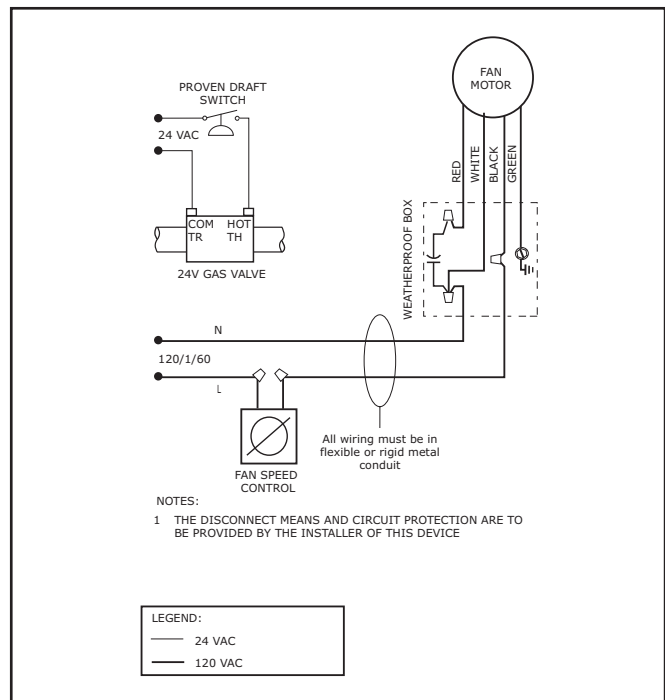 FAN
MOTOR
PROVEN DRAFT
SWITCH
24 VAC
RED
WHITE
BLACK
GREEN
WEATHERPROOF BOX
COM HOT
TR TH
24V GAS VALVE
N
120/1/60
L
All wiring must be in
flexible or rigid metal
conduit
FAN SPEED
CONTROL
NOTES:
1 THE DISCONNECT MEANS AND CIRCUIT PROTECTION ARE TO
BE PROVIDED BY THE INSTALLER OF THIS DEVICE
LEGEND:
24 VAC
120 VAC